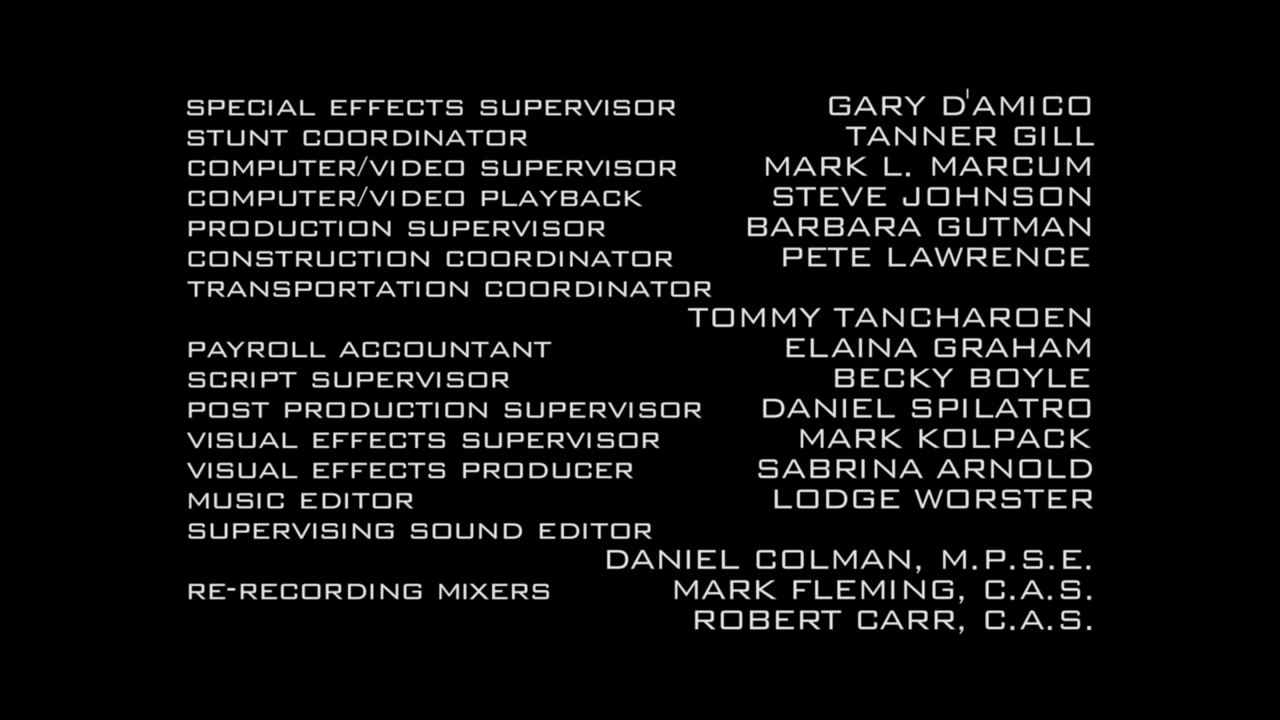 SPECIAL EFFECTS SUPERVISOR GARY D'AMICO
STUNT COORDINATOR TANNER GILL
COMPUTER/VIDEO SUPERVISOR MARK L. MARCUM
COMPUTER/VIDEO PLAYBACK STEVE JOHNSON
PRODUCTION SUPERVISOR BARBARA GUTMAN
CONSTRUCTION COORDINATOR PETE LAWRENCE
TRANSPORTATION COORDINATOR
TOMMY TANCHAROEN
PAYROLL ACCOUNTANT ELAINA GRAHAM
SCRIPT SUPERVISOR BECKY BOYLE
POST PRODUCTION SUPERVISOR DANIEL SPILATRO
VISUAL EFFECTS SUPERVISOR MARK KOLPACK
VISUAL EFFECTS PRODUCER SABRINA ARNOLD
MUSIC EDITOR LODGE WORSTER
SUPERVISING SOUND EDITOR
DANIEL COLMAN, M.P.S.E.
RE-RECORDING MIXERS MARK FLEMING, C.A.S.
ROBERT CARR, C.A.S.